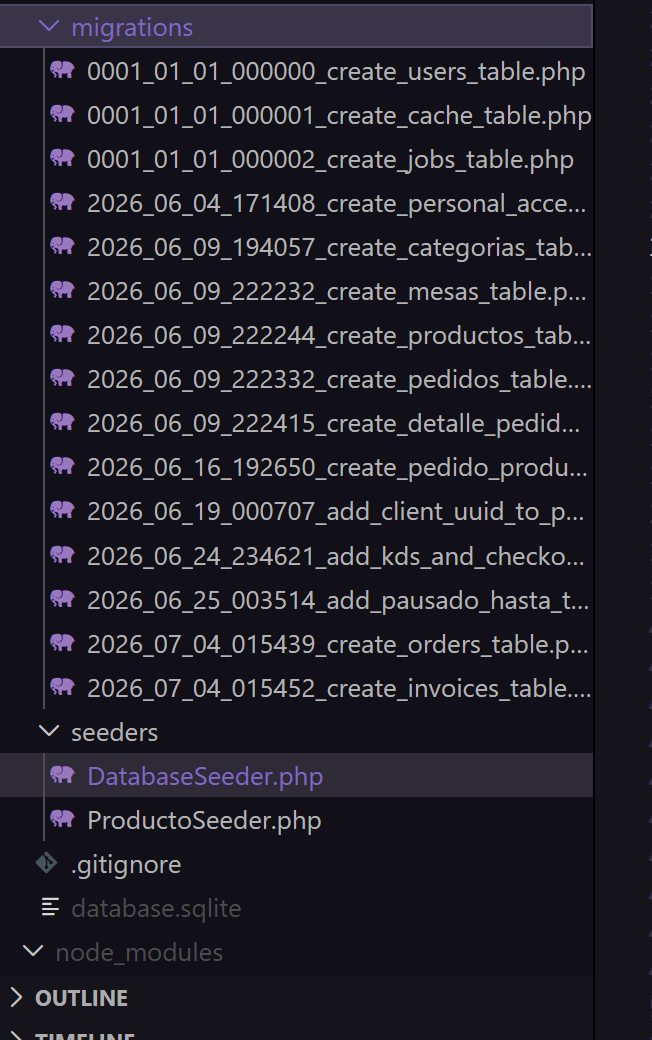 migrations
0001_01_01_000000_create_users_table.php
0001_01_01_000001_create_cache_table.php
0001_01_01_000002_create_jobs_table.php
2026_06_04_171408_create_personal_acce...
2026_06_09_194057_create_categorias_tab...
2026_06_09_222232_create_mesas_table.p...
2026_06_09_222244_create_productos_tab...
2026_06_09_222332_create_pedidos_table....
2026_06_09_222415_create_detalle_pedid...
2026_06_16_192650_create_pedido_produ...
2026_06_19_000707_add_client_uuid_to_p...
2026_06_24_234621_add_kds_and_checko...
2026_06_25_003514_add_pausado_hasta_t...
2026_07_04_015439_create_orders_table.p...
2026_07_04_015452_create_invoices_table....
seeders
DatabaseSeeder.php
ProductoSeeder.php
.gitignore
database.sqlite
node_modules
OUTLINE
TIMELINE